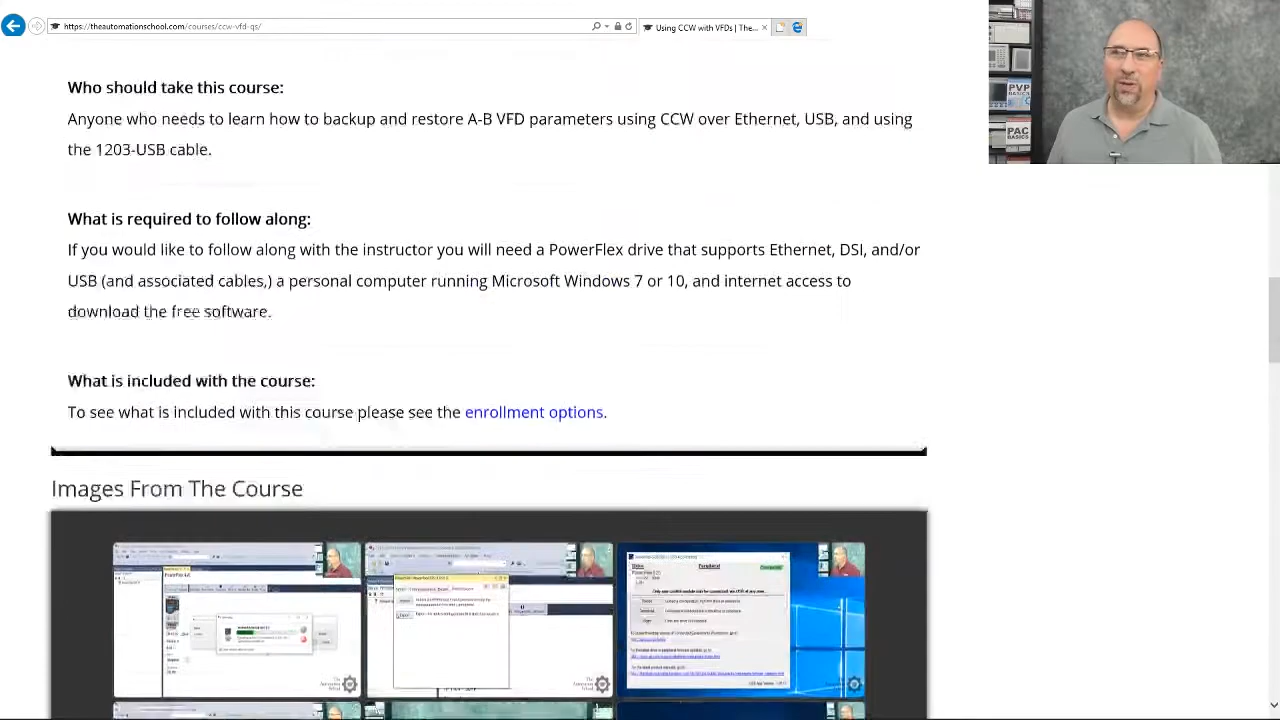 https://theautomationschool.com/courses/ccw-vfd-qs/
Using CCW with VFDs | The...
Who should take this course:
Anyone who needs to learn how to backup and restore A-B VFD parameters using CCW over Ethernet, USB, and using
the 1203-USB cable.
What is required to follow along:
If you would like to follow along with the instructor you will need a PowerFlex drive that supports Ethernet, DSI, and/or
USB (and associated cables,) a personal computer running Microsoft Windows 7 or 10, and internet access to
download the free software.
What is included with the course:
To see what is included with this course please see the enrollment options.
Images From The Course
PVP
BASICS
PAC
BASICS